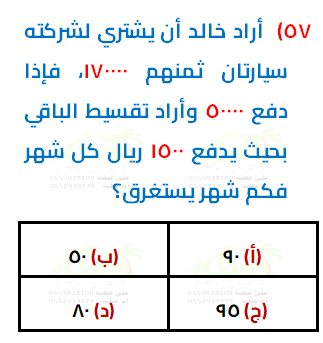 ٥٧) أراد خالد أن يشتري لشركته
سيارتان ثمنهم ١٧٠٠٠٠، فإذا
دفع ٥٠٠٠٠ وأراد تقسيط الباقي
بحيث يدفع ١٥٠٠ ريال كل شهر
فكم شهر يستغرق؟
(أ) ٩٠ (ب) ٥٠
(ج) ٩٥ (د) ٨٠